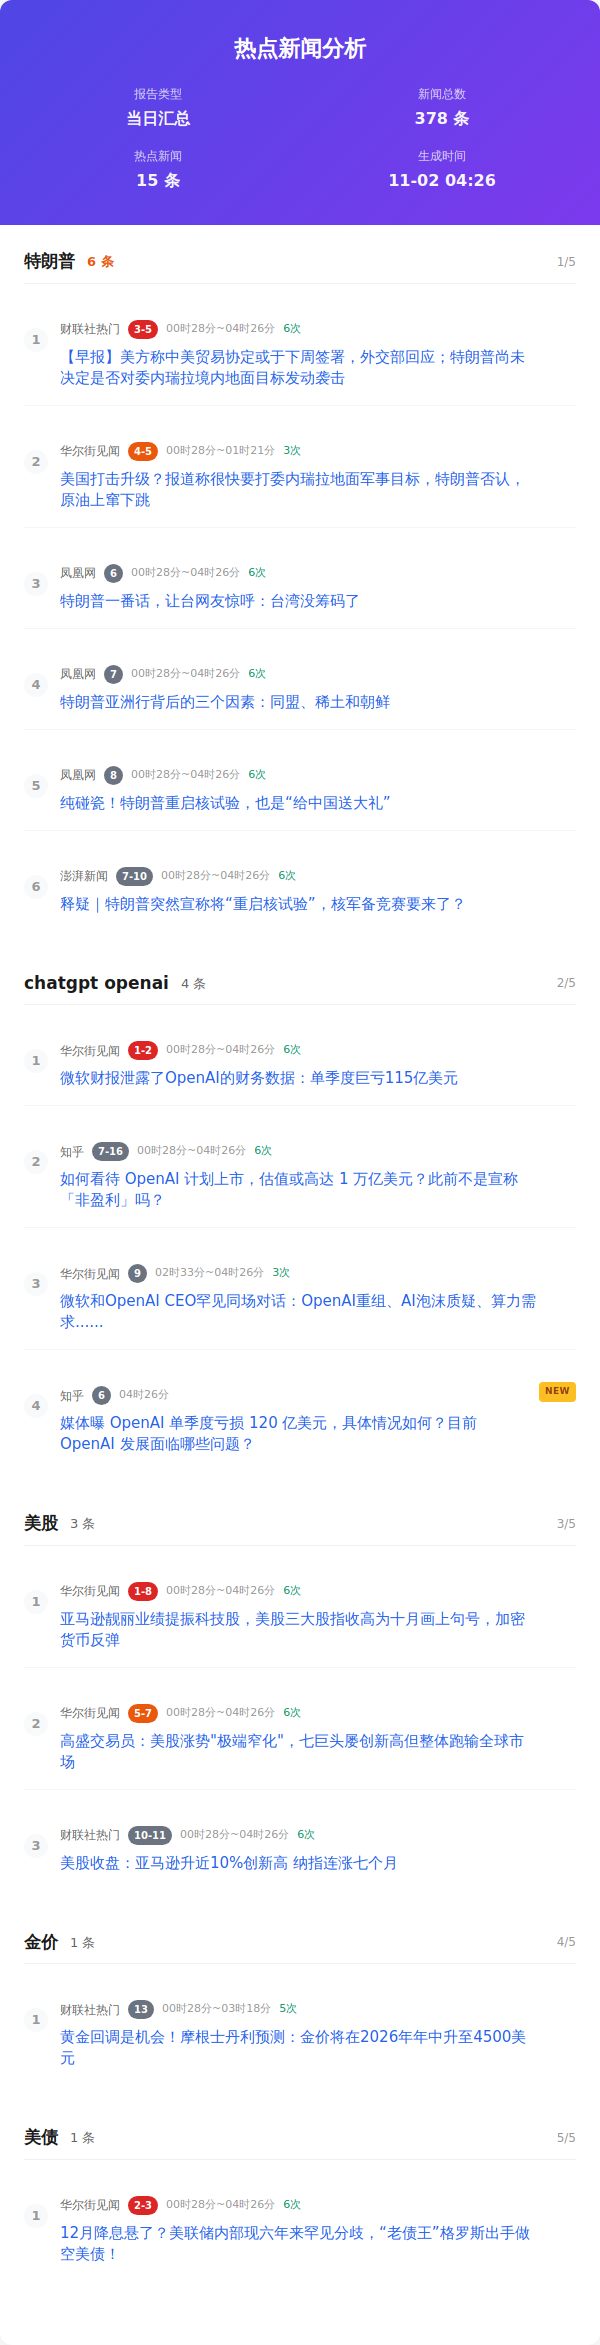 热点新闻分析
报告类型
新闻总数
当日汇总
378 条
热点新闻
生成时间
15 条
11-02 04:26
特朗普 6 条 1/5
1
财联社热门 3-5 00时28分~04时26分 6次
【早报】美方称中美贸易协定或于下周签署，外交部回应；特朗普尚未
决定是否对委内瑞拉境内地面目标发动袭击
2
华尔街见闻 4-5 00时28分~01时21分 3次
美国打击升级？报道称很快要打委内瑞拉地面军事目标，特朗普否认，
原油上窜下跳
3
凤凰网 6 00时28分~04时26分 6次
特朗普一番话，让台网友惊呼：台湾没筹码了
4
凤凰网 7 00时28分~04时26分 6次
特朗普亚洲行背后的三个因素：同盟、稀土和朝鲜
5
凤凰网 8 00时28分~04时26分 6次
纯碰瓷！特朗普重启核试验，也是“给中国送大礼”
6
澎湃新闻 7-10 00时28分~04时26分 6次
释疑｜特朗普突然宣称将“重启核试验”，核军备竞赛要来了？
chatgpt openai 4 条 2/5
1
华尔街见闻 1-2 00时28分~04时26分 6次
微软财报泄露了OpenAI的财务数据：单季度巨亏115亿美元
2
知乎 7-16 00时28分~04时26分 6次
如何看待 OpenAI 计划上市，估值或高达 1 万亿美元？此前不是宣称
「非盈利」吗？
3
华尔街见闻 9 02时33分~04时26分 3次
微软和OpenAI CEO罕见同场对话：OpenAI重组、AI泡沫质疑、算力需
求......
4
知乎 6 04时26分 NEW
媒体曝 OpenAI 单季度亏损 120 亿美元，具体情况如何？目前
OpenAI 发展面临哪些问题？
美股 3 条 3/5
1
华尔街见闻 1-8 00时28分~04时26分 6次
亚马逊靓丽业绩提振科技股，美股三大股指收高为十月画上句号，加密
货币反弹
2
华尔街见闻 5-7 00时28分~04时26分 6次
高盛交易员：美股涨势"极端窄化"，七巨头屡创新高但整体跑输全球市
场
3
财联社热门 10-11 00时28分~04时26分 6次
美股收盘：亚马逊升近10%创新高 纳指连涨七个月
金价 1 条 4/5
1
财联社热门 13 00时28分~03时18分 5次
黄金回调是机会！摩根士丹利预测：金价将在2026年年中升至4500美
元
美债 1 条 5/5
1
华尔街见闻 2-3 00时28分~04时26分 6次
12月降息悬了？美联储内部现六年来罕见分歧，“老债王”格罗斯出手做
空美债！